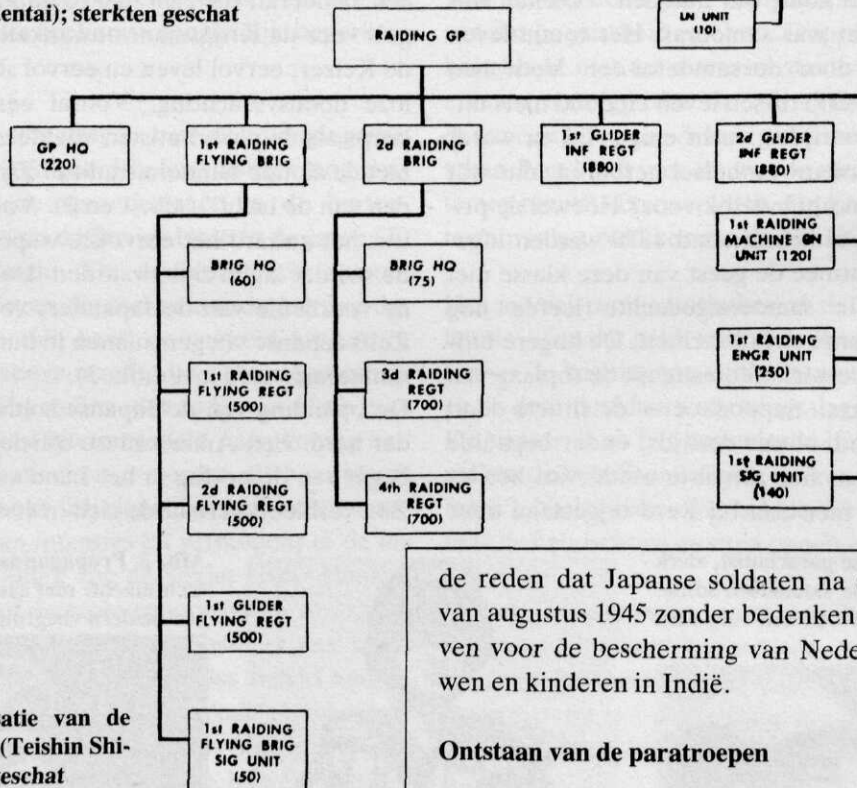 entai); sterkten geschat
LN UNIT
(10)
RAIDING GP
GP HQ
(220)
1st RAIDING
FLYING BRIG
2d RAIDING
BRIG
1st GLIDER
INF REGT
(880)
2d GLIDER
INF REGT
(880)
BRIG HQ
(60)
BRIG HQ
(75)
1st RAIDING
MACHINE GN
UNIT (120)
1st RAIDING
FLYING REGT
(500)
3d RAIDING
REGT
(700)
1st RAIDING
ENGR UNIT
(250)
2d RAIDING
FLYING REGT
(500)
4th RAIDING
REGT
(700)
1st RAIDING
SIG UNIT
(140)
1st GLIDER
FLYING REGT
(500)
1st RAIDING
FLYING BRIG
SIG UNIT
(50)
atie van de
(Teishin Shi-
eschat
de reden dat Japanse soldaten na
van augustus 1945 zonder bedenken
ven voor de bescherming van Nede
wen en kinderen in Indië.
Ontstaan van de paratroepen